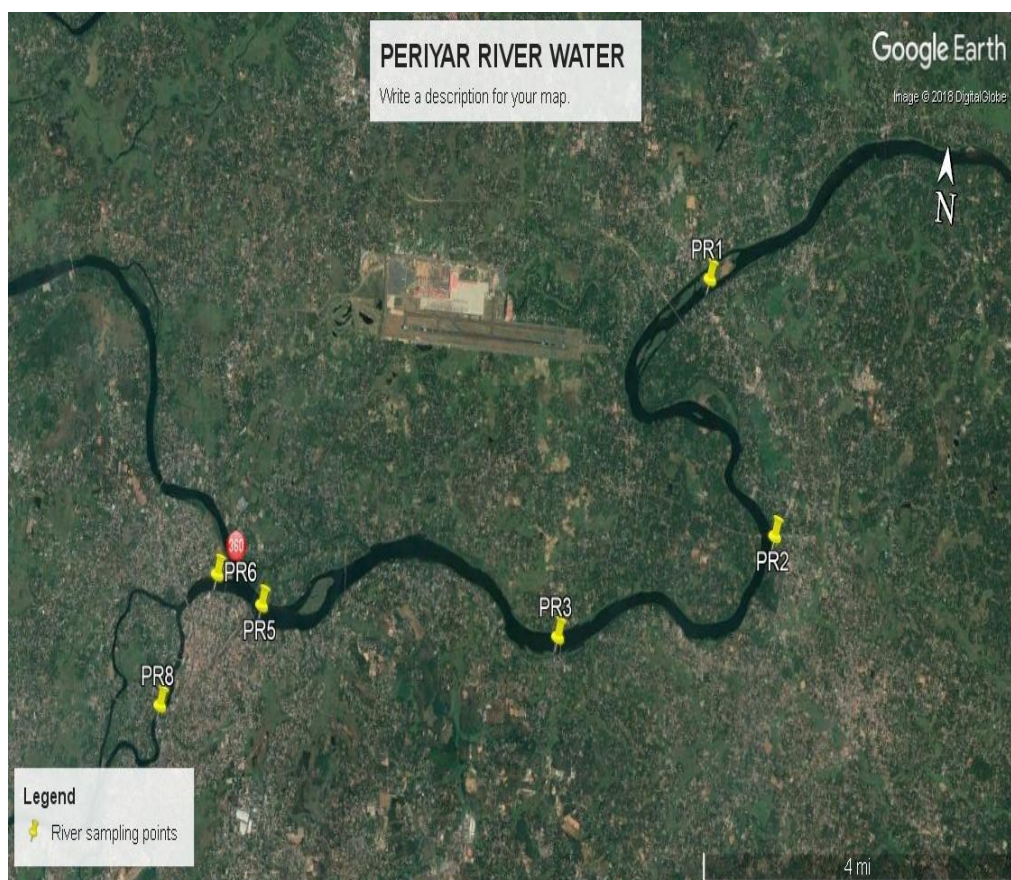 PERIYAR RIVER WATER
Write a description for your map.
Google Earth
Image © 2018 DigitalGlobe
N
PR1
PR2
PR3
360
PR6
PR5
PR8
Legend
River sampling points
4 mi